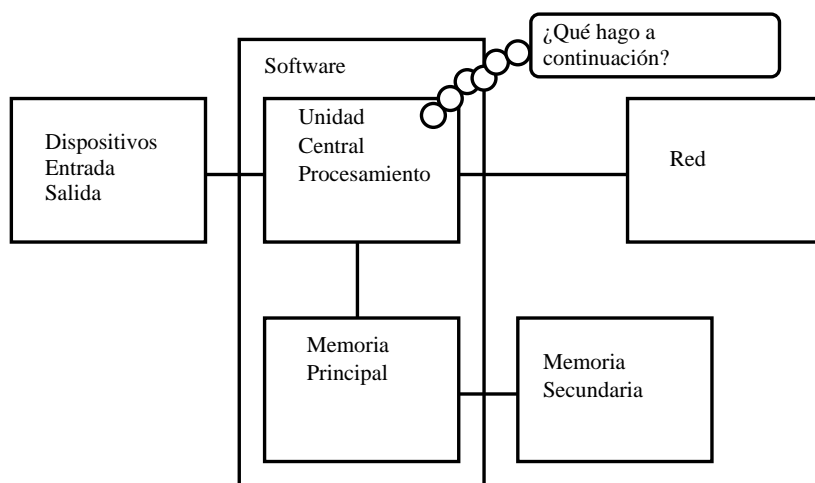 ¿Qué hago a
continuación?
Software
Unidad
Central
Procesamiento
Dispositivos
Entrada
Salida
Red
Memoria
Principal
Memoria
Secundaria